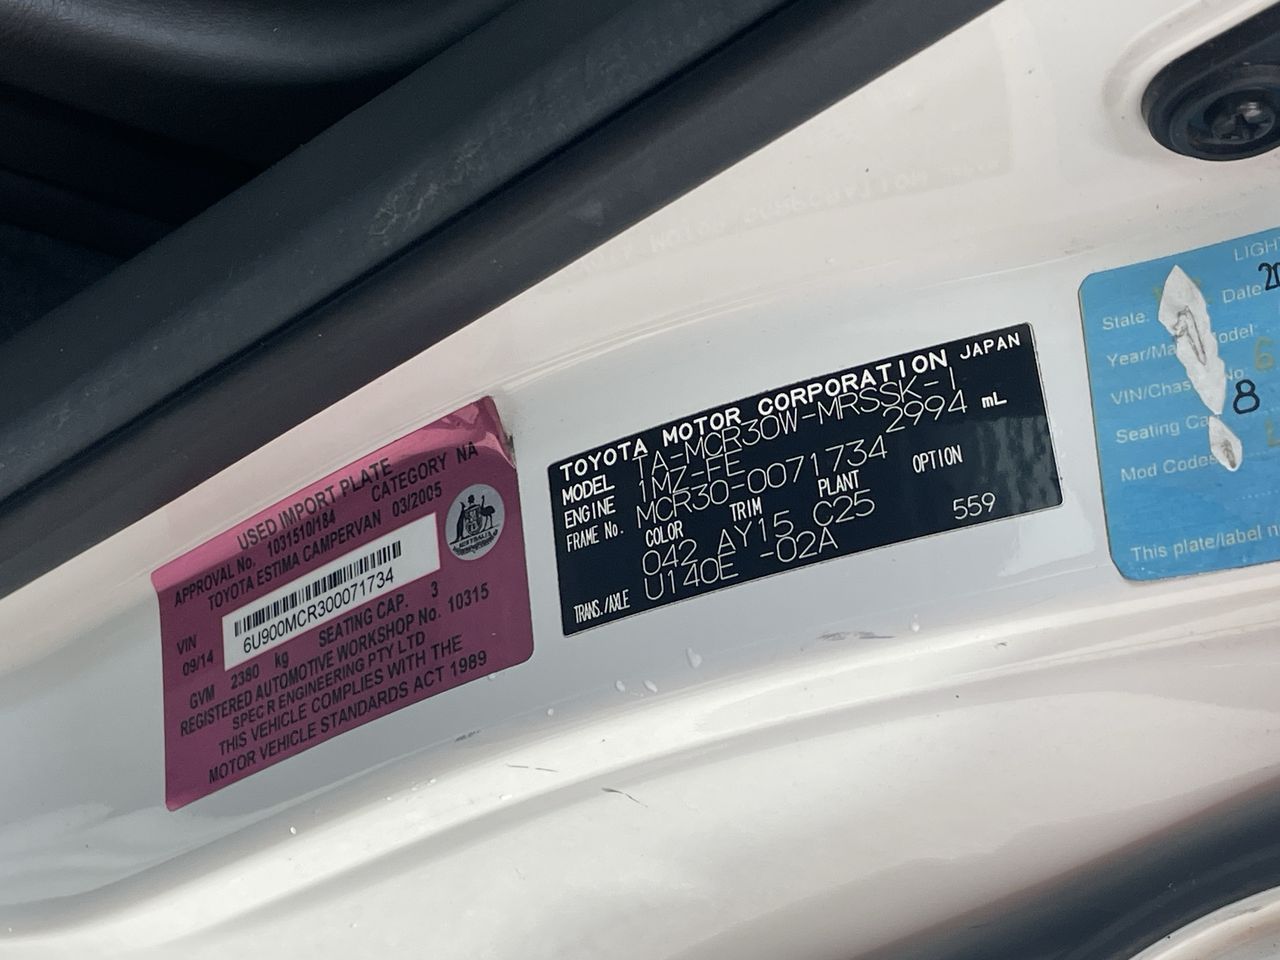 USED IMPORT PLATE
APPROVAL No. 1031510/184 CATEGORY NA
TOYOTA ESTIMA CAMPERVAN 03/2005
AUSTRALIA
VIN
6U900MCR300071734
09/14
GVM 2380 kg SEATING CAP. 3
REGISTERED AUTOMOTIVE WORKSHOP No. 10315
SPEC R ENGINEERING PTY LTD
THIS VEHICLE COMPLIES WITH THE
MOTOR VEHICLE STANDARDS ACT 1989
TOYOTA MOTOR CORPORATION JAPAN
MODEL TA-MCR30W-MRSSK-1
ENGINE 1MZ-FE 2994 mL
FRAME No. MCR30-0071734
COLOR TRIM PLANT OPTION
042 AY15 C25 559
TRANS./AXLE U140E -02A
State: Date
Year/Ma
VIN/Chas No.
8
Seating Ca
Mod Codes
This plate/label